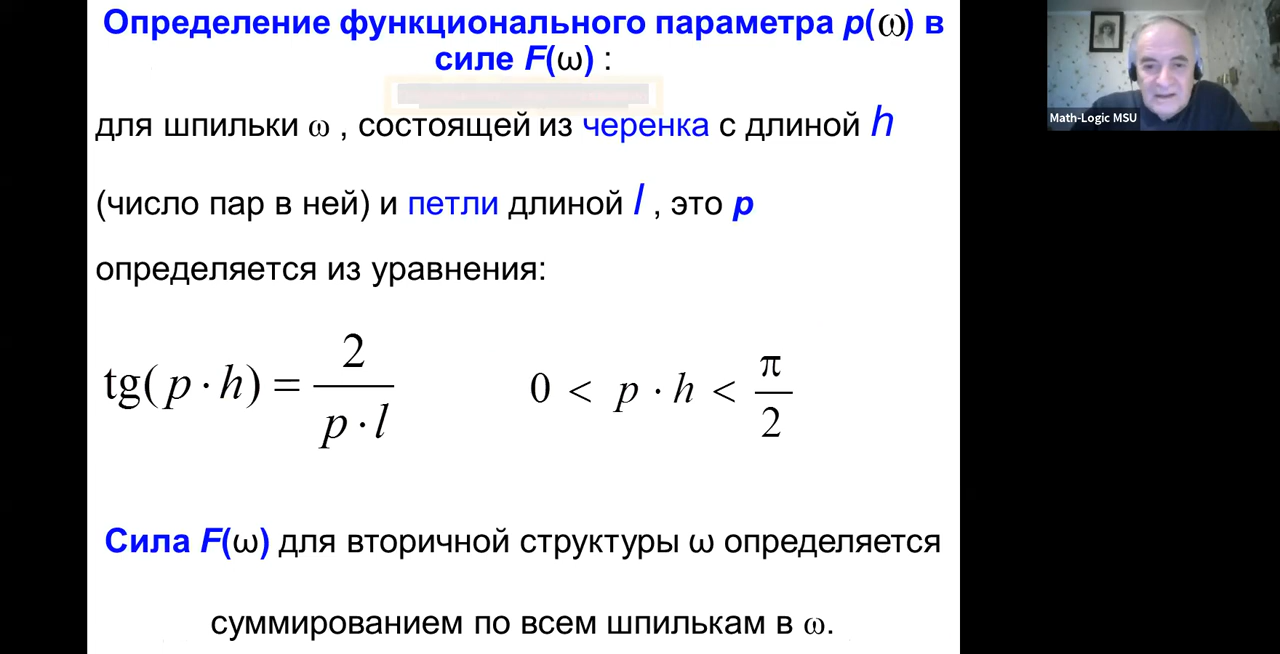 Определение функционального параметра p(ω) в
силе F(ω) :
для шпильки ω , состоящей из черенка с длиной h
(число пар в ней) и петли длиной l , это p
определяется из уравнения:
tg( p · h) = 2 / (p · l)
0 < p · h < π / 2
Сила F(ω) для вторичной структуры ω определяется
суммированием по всем шпилькам в ω.
Math-Logic MSU